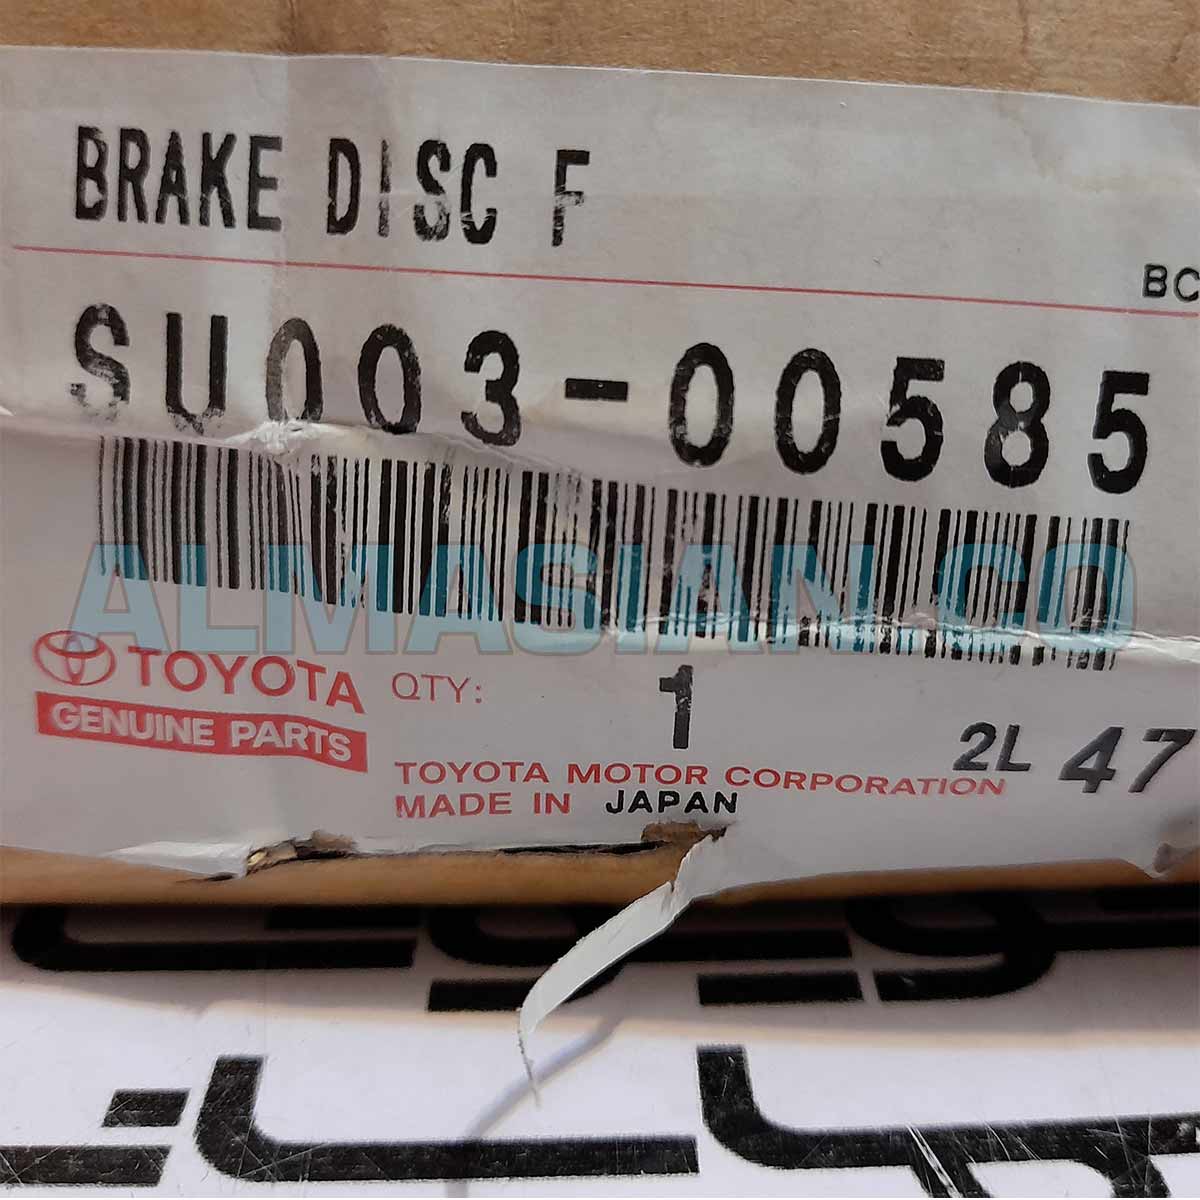 BRAKE DISC F
BC
SU003-00585
ALMASIAN.CO
TOYOTA
GENUINE PARTS
QTY: 1
2L 47
TOYOTA MOTOR CORPORATION
MADE IN JAPAN